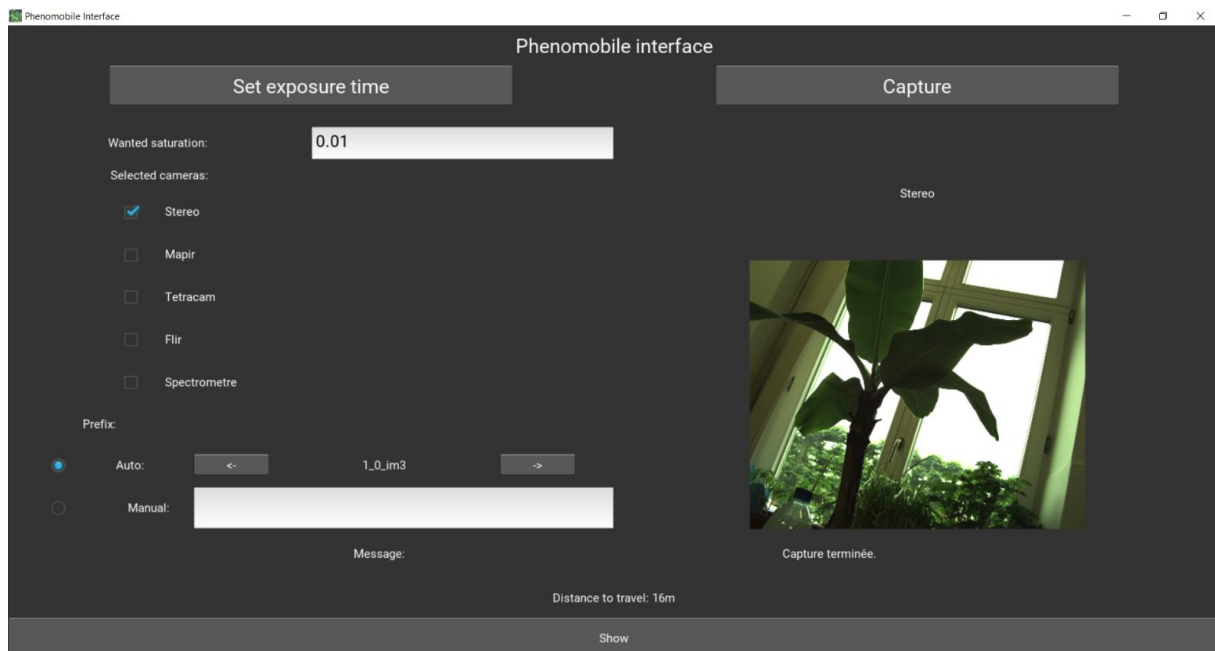 Phenomobile Interface
Phenomobile interface
Set exposure time
Capture
Wanted saturation:
0.01
Selected cameras:
Stereo
Stereo
Mapir
Tetracam
Flir
Spectrometre
Prefix:
Auto:
<-
1_0_im3
->
Manual:
Message:
Capture terminée.
Distance to travel: 16m
Show